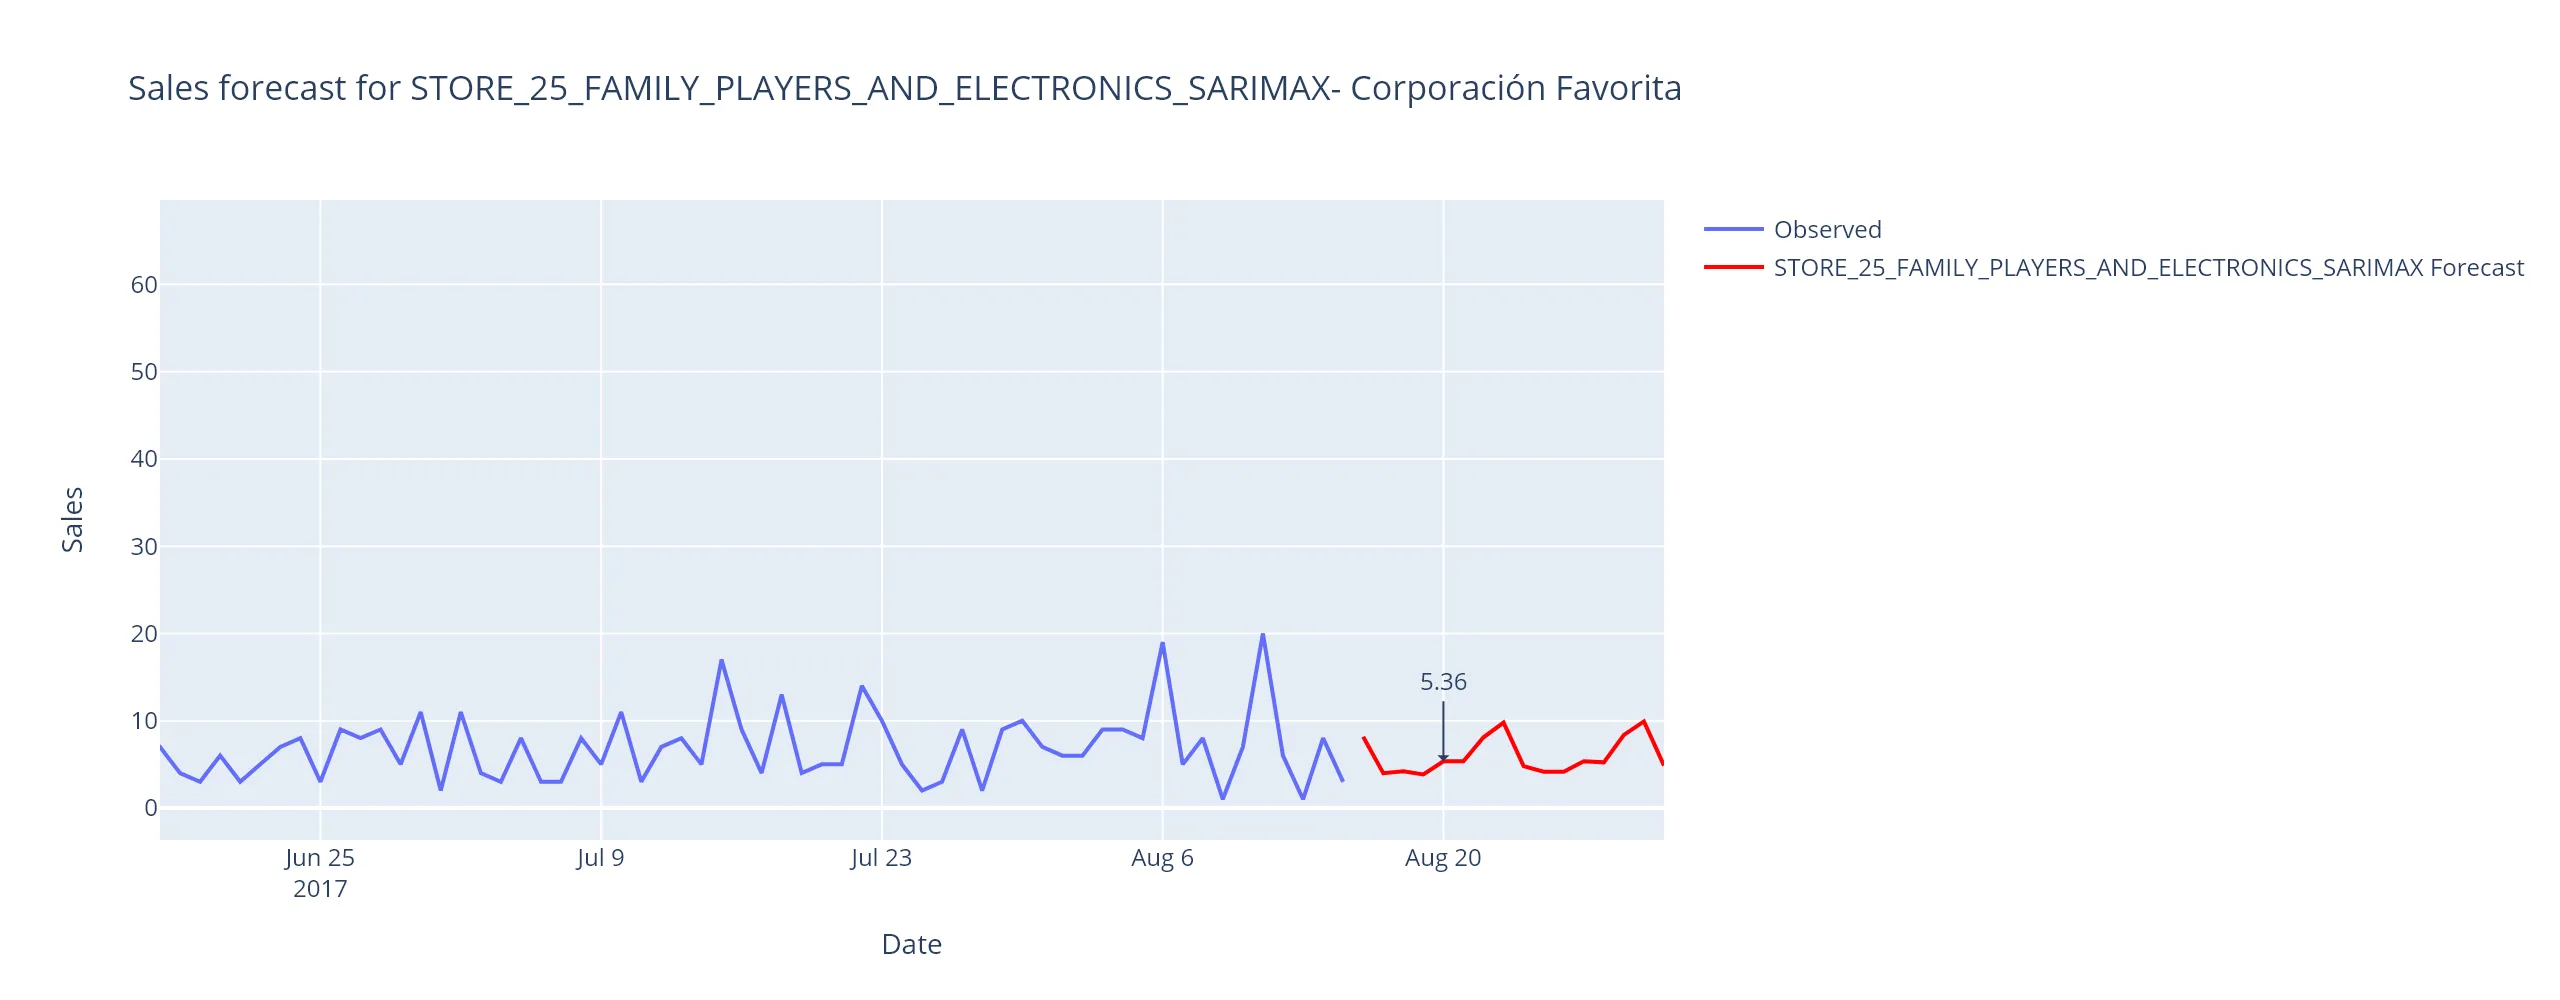 Sales forecast for STORE_25_FAMILY_PLAYERS_AND_ELECTRONICS_SARIMAX- Corporación Favorita
Observed
STORE_25_FAMILY_PLAYERS_AND_ELECTRONICS_SARIMAX Forecast
60
50
40
30
20
10
0
Sales
5.36
Jun 25
2017
Jul 9
Jul 23
Aug 6
Aug 20
Date